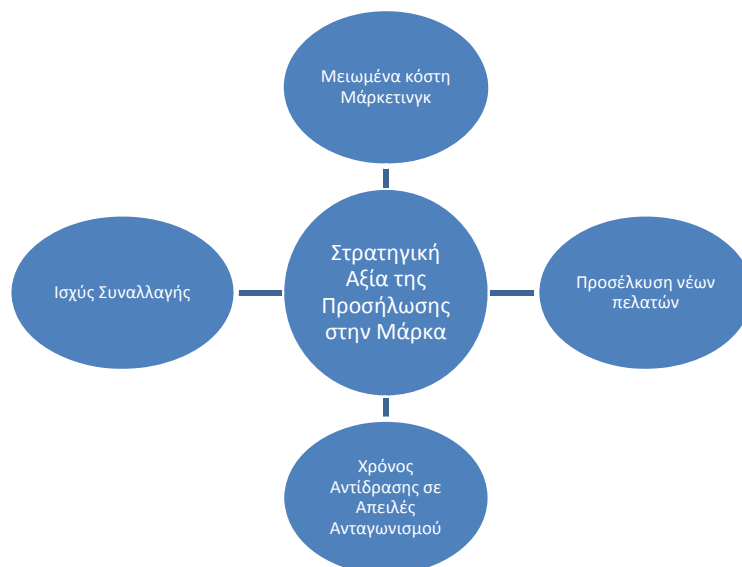 Μειωμένα κόστη
Μάρκετινγκ
Στρατηγική
Αξία της
Προσήλωσης
στην Μάρκα
Ισχύς Συναλλαγής
Προσέλκυση νέων
πελατών
Χρόνος
Αντίδρασης σε
Απειλές
Ανταγωνισμού